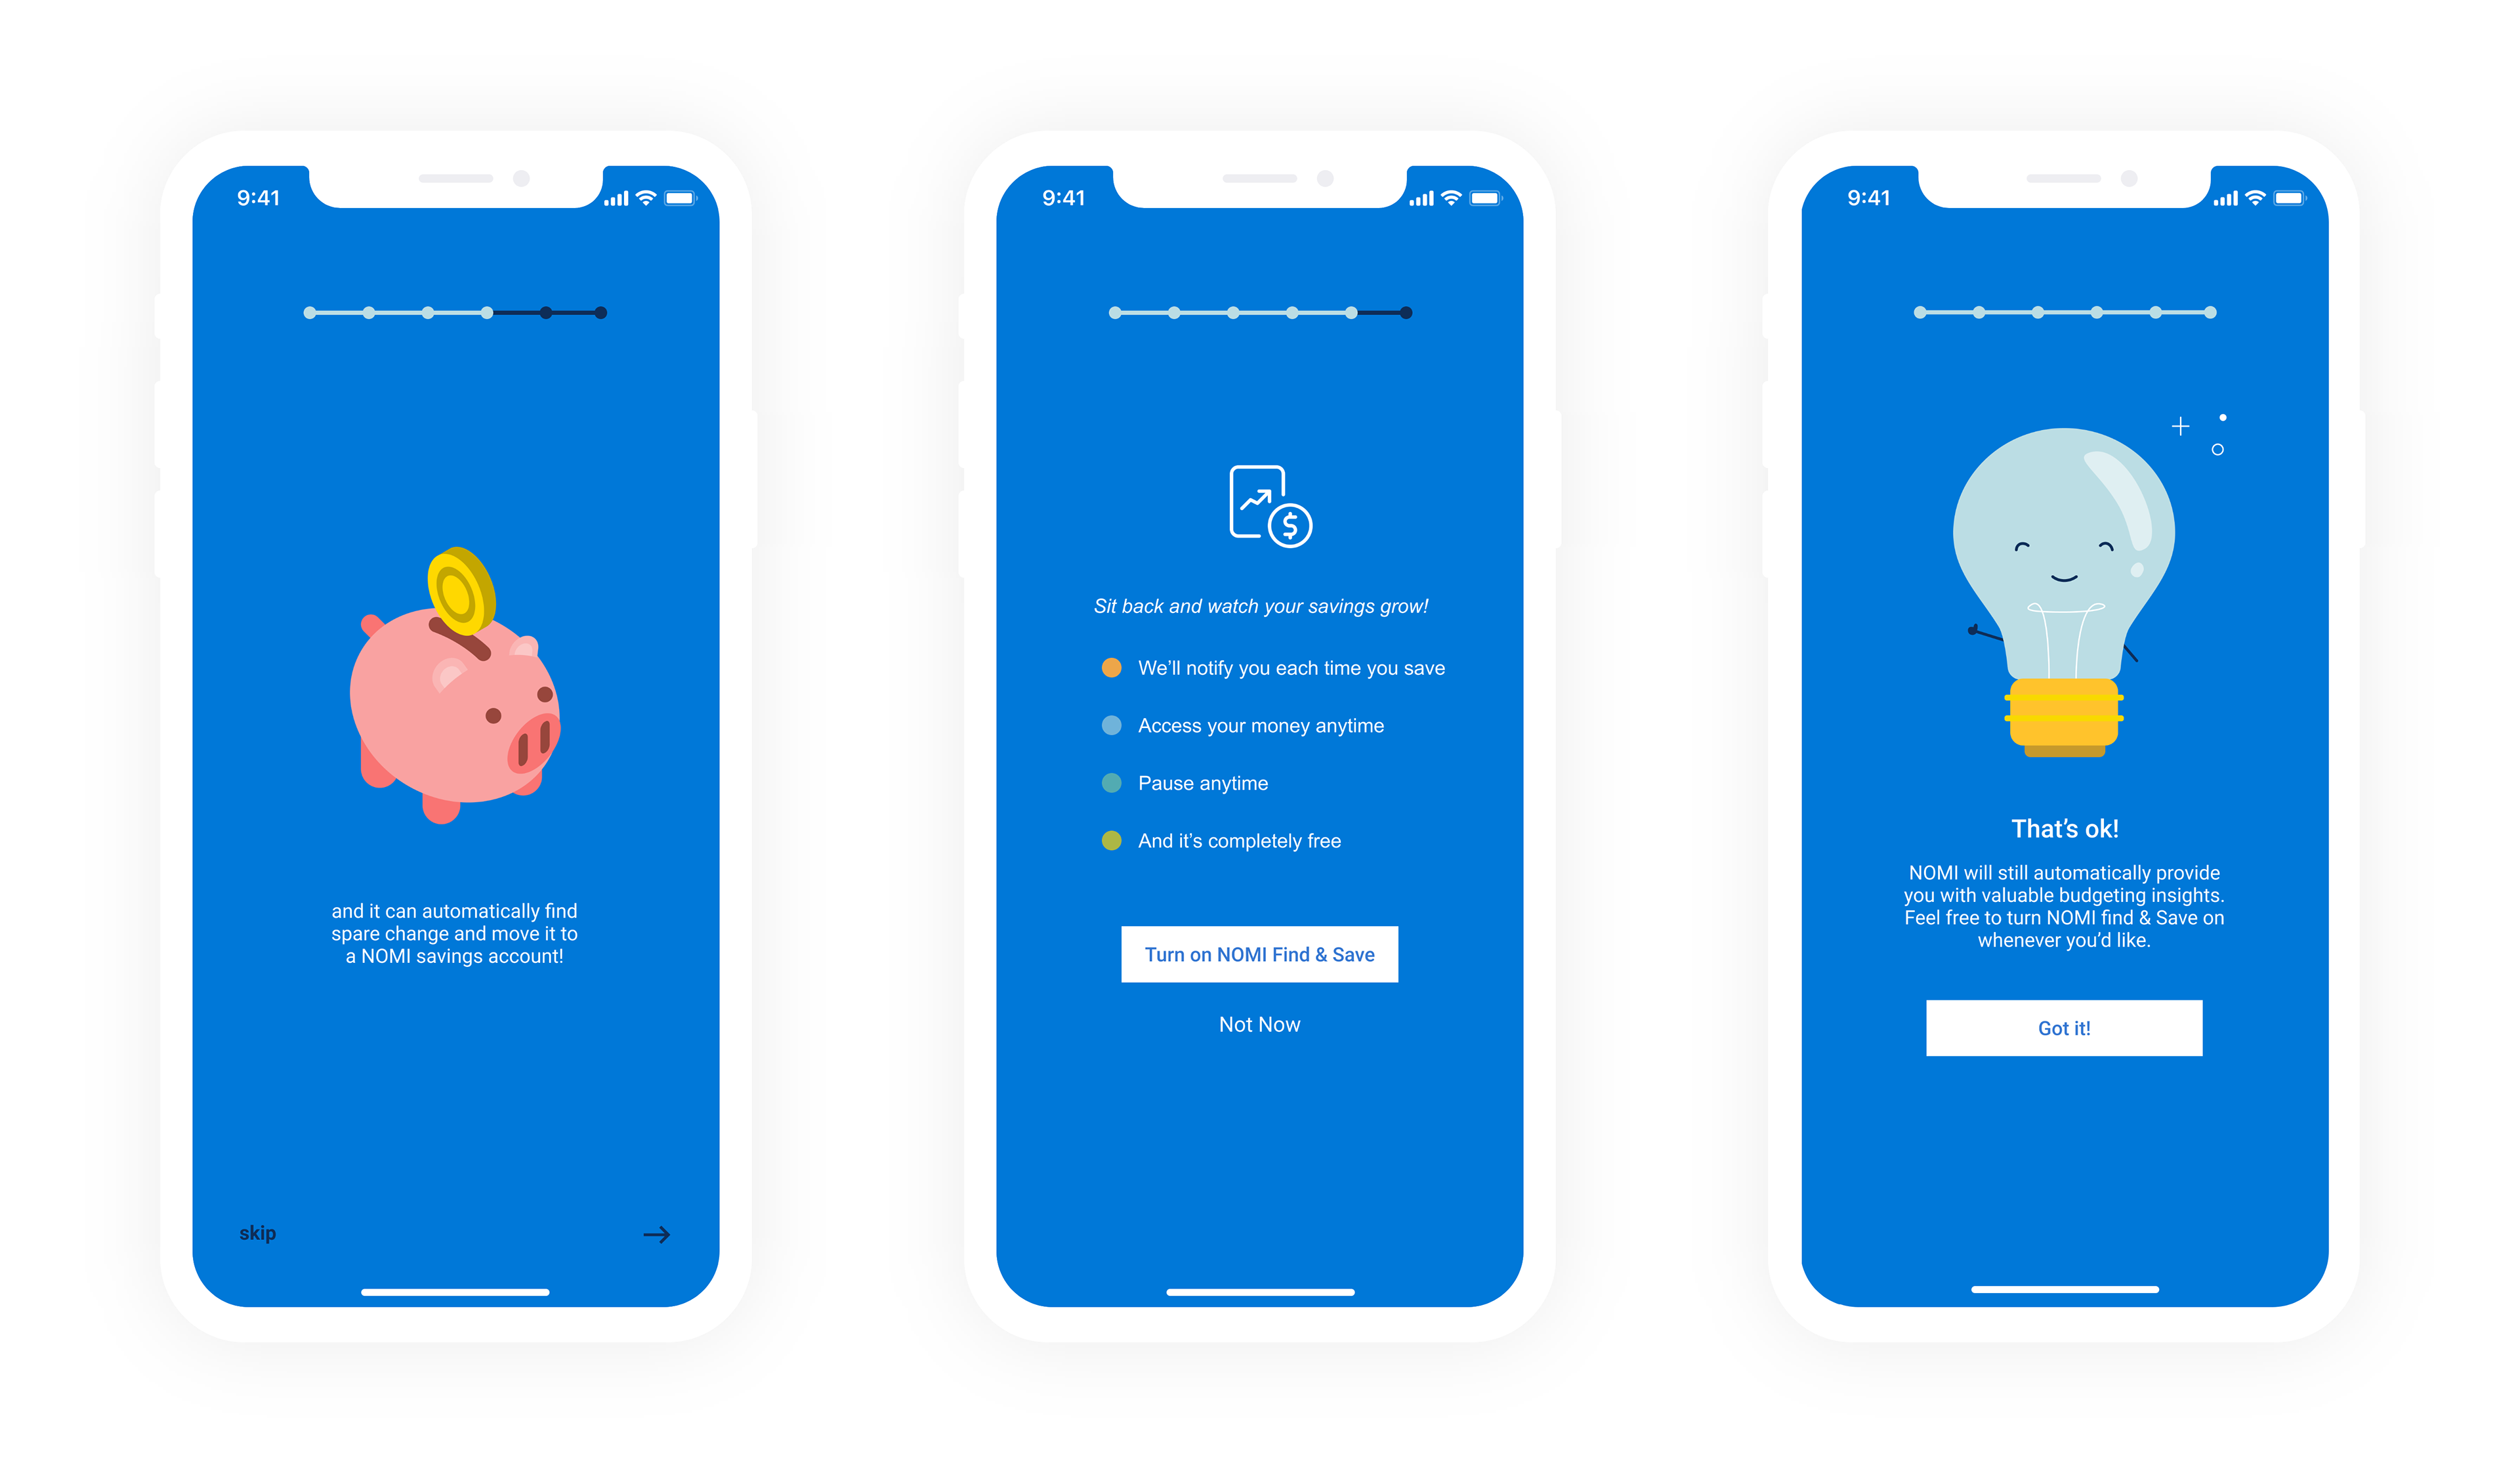 9:41
and it can automatically find
spare change and move it to
a NOMI savings account!
skip
9:41
Sit back and watch your savings grow!
We’ll notify you each time you save
Access your money anytime
Pause anytime
And it’s completely free
Turn on NOMI Find & Save
Not Now
9:41
That’s ok!
NOMI will still automatically provide
you with valuable budgeting insights.
Feel free to turn NOMI find & Save on
whenever you’d like.
Got it!